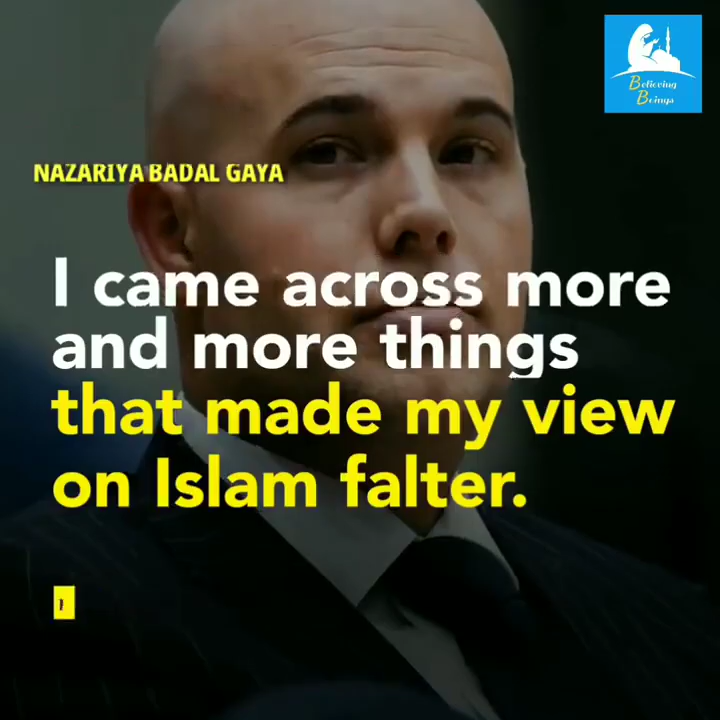 Believing
Beings
NAZARIYA BADAL GAYA
I came across more
and more things
that made my view
on Islam falter.